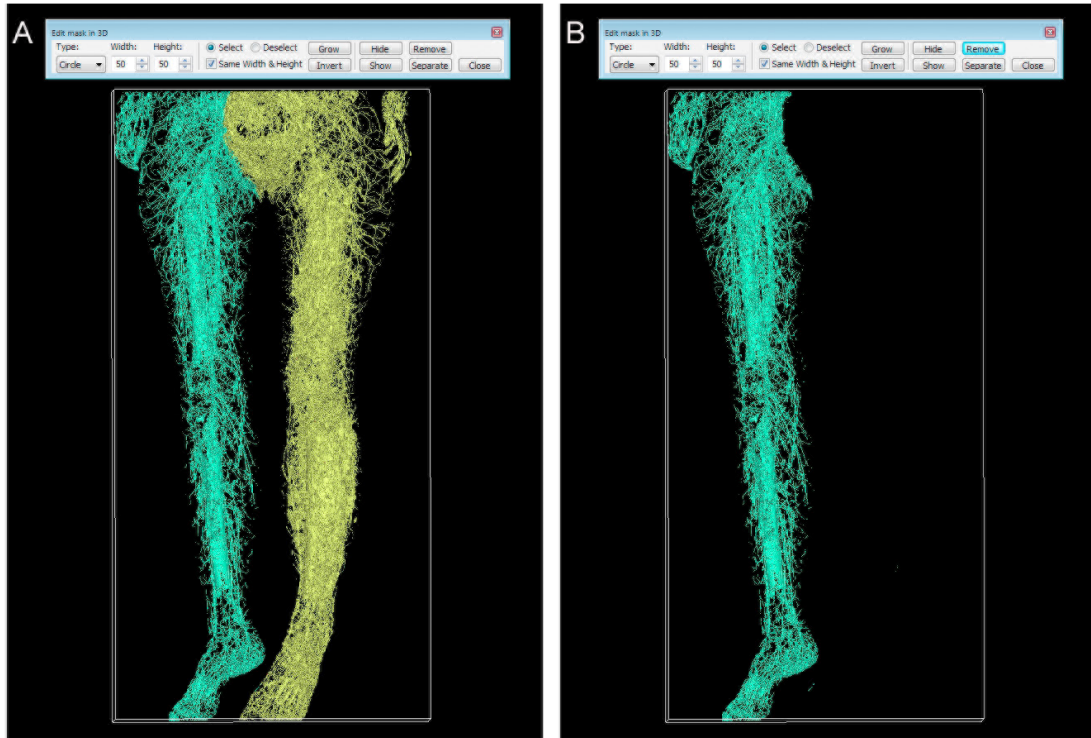 A
Edit mask in 3D
Type: Width: Height: Select Deselect Grow Hide Remove
Circle 50 50 Same Width & Height Invert Show Separate Close
B
Edit mask in 3D
Type: Width: Height: Select Deselect Grow Hide Remove
Circle 50 50 Same Width & Height Invert Show Separate Close